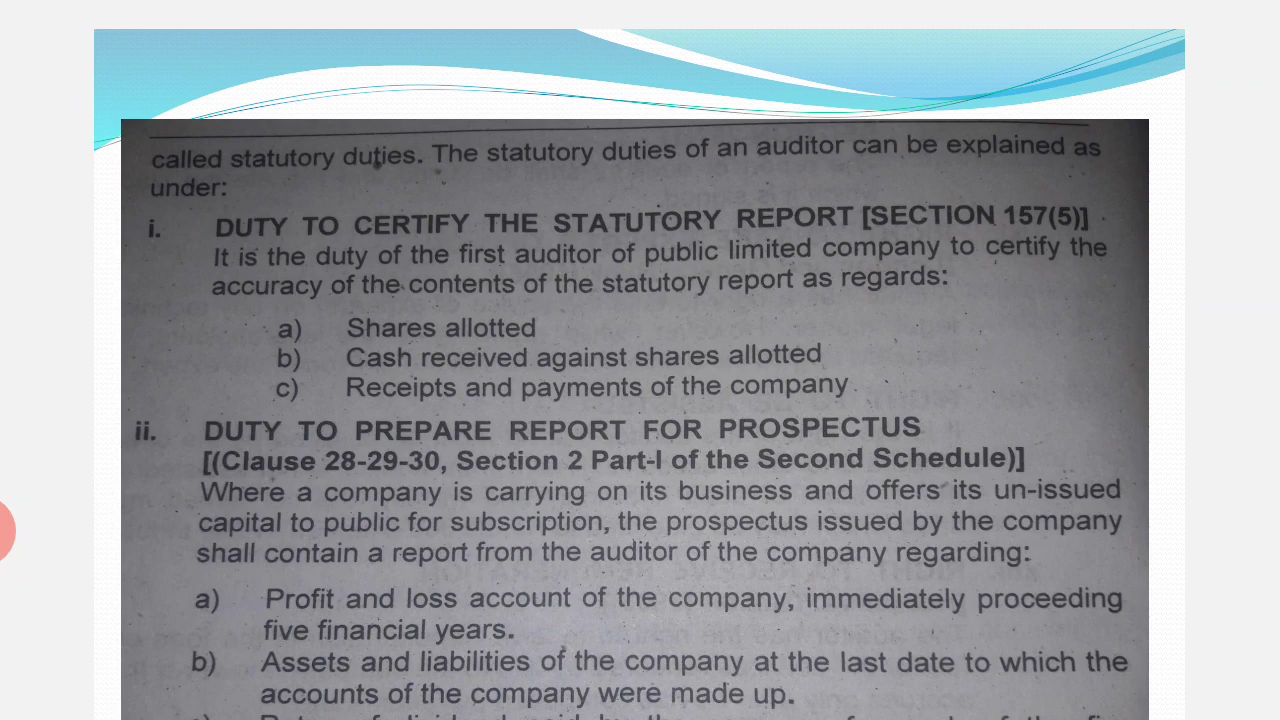 called statutory duties. The statutory duties of an auditor can be explained as
under:
i. DUTY TO CERTIFY THE STATUTORY REPORT [SECTION 157(5)]
It is the duty of the first auditor of public limited company to certify the
accuracy of the contents of the statutory report as regards:
a) Shares allotted
b) Cash received against shares allotted
c) Receipts and payments of the company
ii. DUTY TO PREPARE REPORT FOR PROSPECTUS
[(Clause 28-29-30, Section 2 Part-I of the Second Schedule)]
Where a company is carrying on its business and offers its un-issued
capital to public for subscription, the prospectus issued by the company
shall contain a report from the auditor of the company regarding:
a) Profit and loss account of the company, immediately proceeding
five financial years.
b) Assets and liabilities of the company at the last date to which the
accounts of the company were made up.